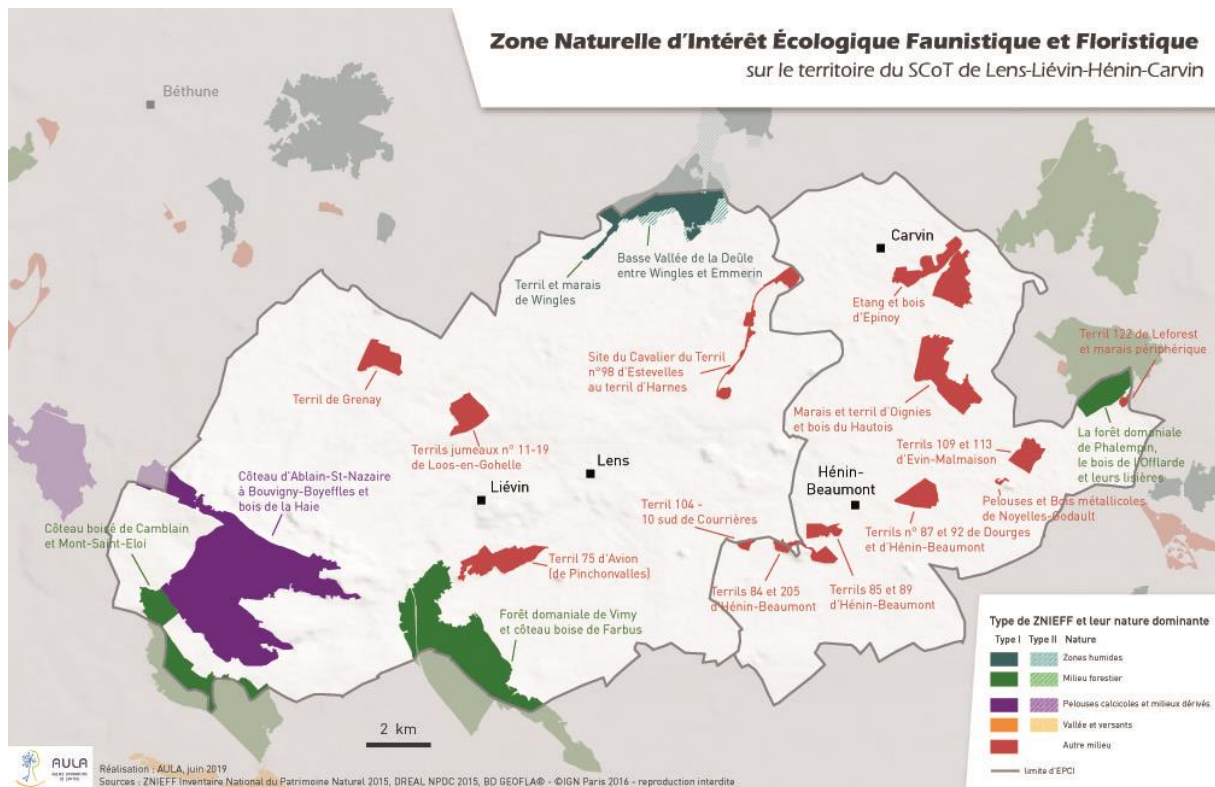 Zone Naturelle d'Intérêt Écologique Faunistique et Floristique
sur le territoire du SCoT de Lens-Liévin-Hénin-Carvin
Béthune
Carvin
Basse Vallée de la Deûle
entre Wingles et Emmerin
Terril et marais
de Wingles
Etang et bois
d'Epinoy
Terril 122 de Leforest
et marais périphérique
Terril de Grenay
Site du Cavalier du Terril
n°98 d'Estevelles
au terril d'Harnes
Marais et terril d'Oignies
et bois du Hautois
La forêt domaniale
de Phalempin,
le bois de l'Offlarde
et leurs lisières
Terrils jumeaux n° 11-19
de Loos-en-Gohelle
Terrils 109 et 113
d'Evin-Malmaison
Lens
Liévin
Hénin-
Beaumont
Côteau d'Ablain-St-Nazaire
à Bouvigny-Boyeffles et
bois de la Haie
Pelouses et Bois métallicoles
de Noyelles-Godault
Terril 104 -
10 sud de Courrières
Côteau boisé de Camblain
et Mont-Saint-Eloi
Terrils n° 87 et 92 de Dourges
et d'Hénin-Beaumont
Terril 75 d'Avion
(de Pinchonvalles)
Terrils 84 et 205
d'Hénin-Beaumont
Terrils 85 et 89
d'Hénin-Beaumont
Forêt domaniale de Vimy
et côteau boise de Farbus
Type de ZNIEFF et leur nature dominante
Type I Type II Nature
Zones humides
Milieu forestier
Pelouses calcicoles et milieux dérivés
Vallée et versants
Autre milieu
limite d'EPCI
2 km
AULA
Réalisation : AULA, juin 2019
Sources : ZNIEFF Inventaire National du Patrimoine Naturel 2015, DREAL NPDC 2015, BD GEOFLA® - ©IGN Paris 2016 - reproduction interdite